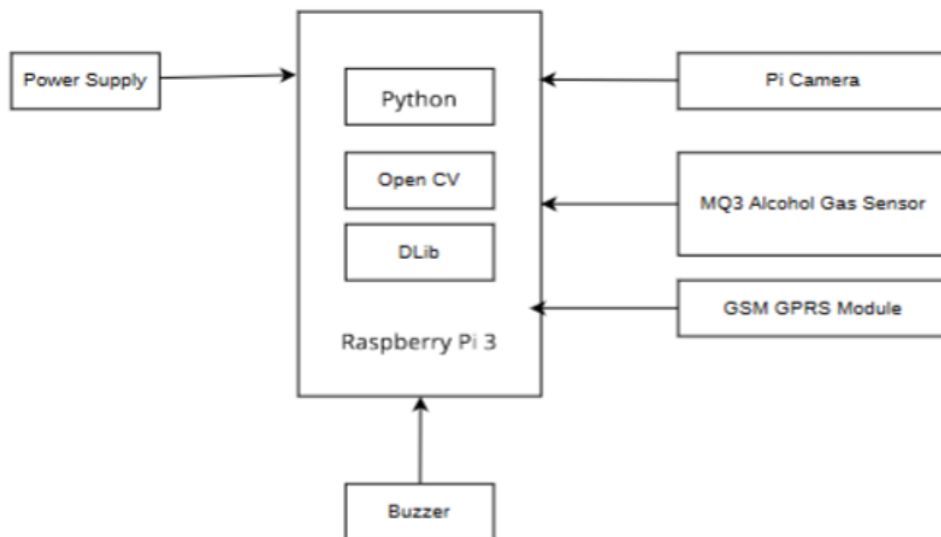 Power Supply
Python
Open CV
DLib
Raspberry Pi 3
Pi Camera
MQ3 Alcohol Gas Sensor
GSM GPRS Module
Buzzer